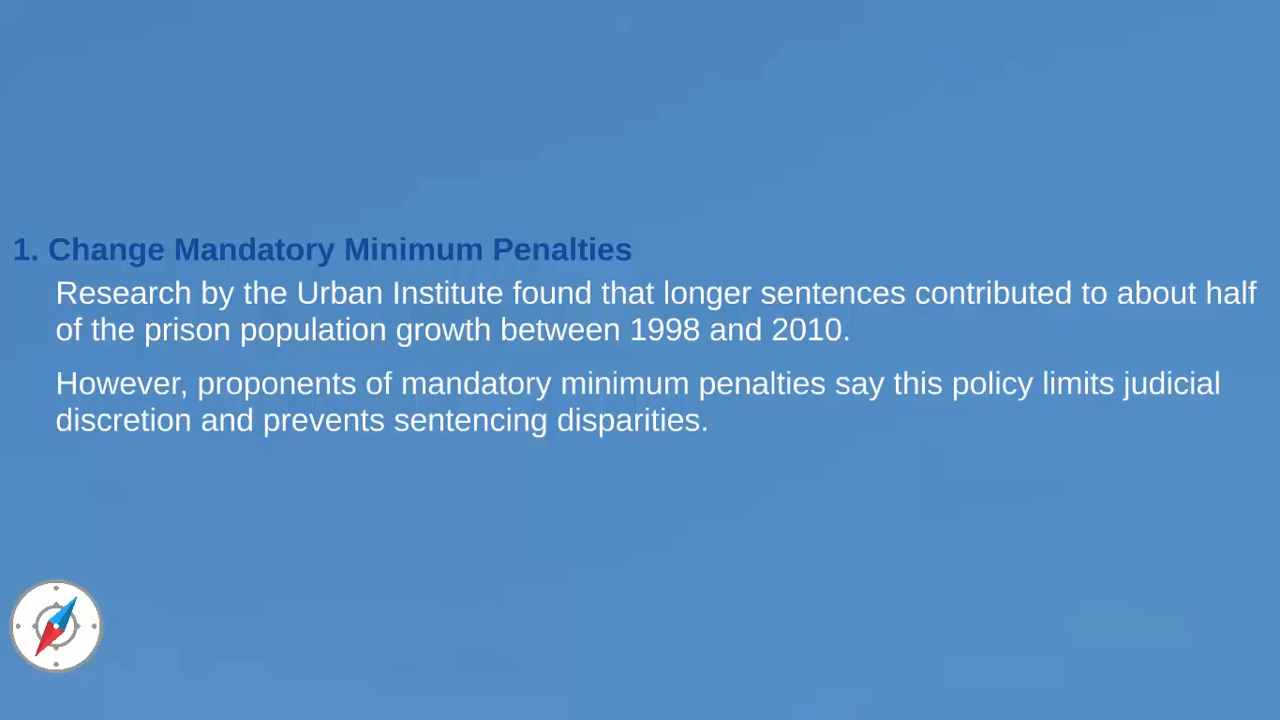 1. Change Mandatory Minimum Penalties
Research by the Urban Institute found that longer sentences contributed to about half
of the prison population growth between 1998 and 2010.
However, proponents of mandatory minimum penalties say this policy limits judicial
discretion and prevents sentencing disparities.